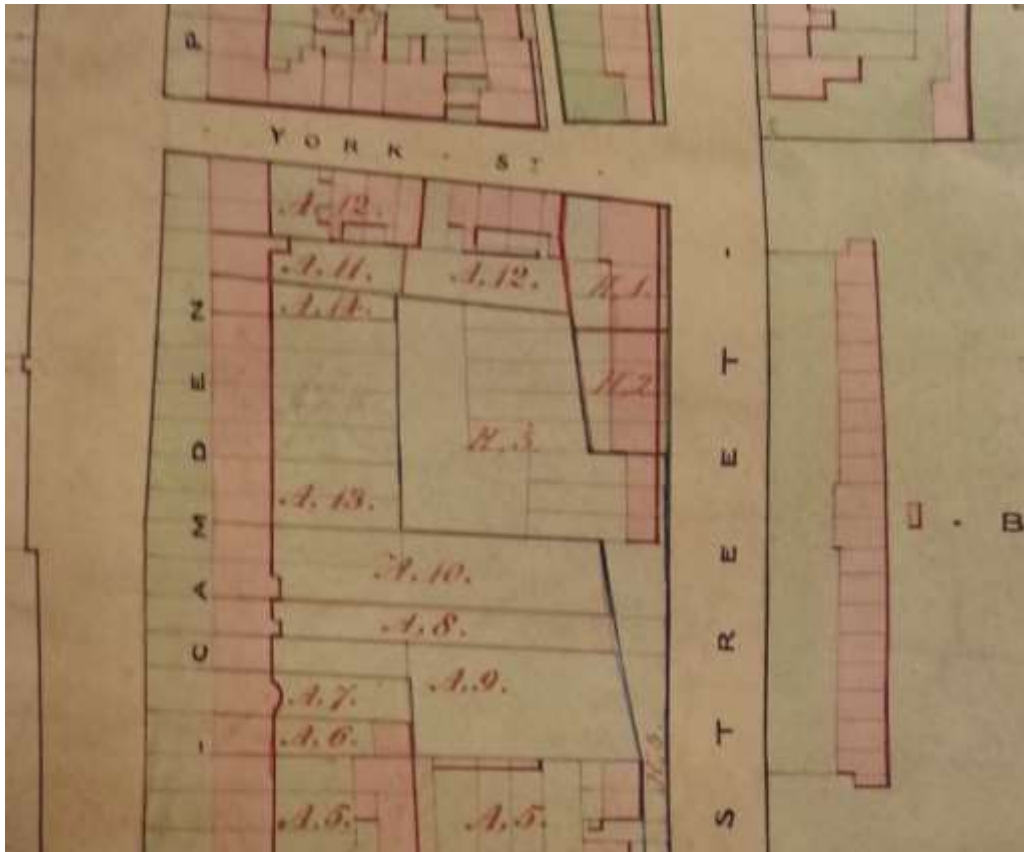 P
YORK - ST.
A. 12.
A. 11.
A. 12.
H. 1.
A. 14.
H. 2.
H. 3.
A. 13.
A. 10.
A. 8.
A. 9.
A. 7.
A. 6.
A. 5.
A. 5.
- CAMDEN
STREET -
- B